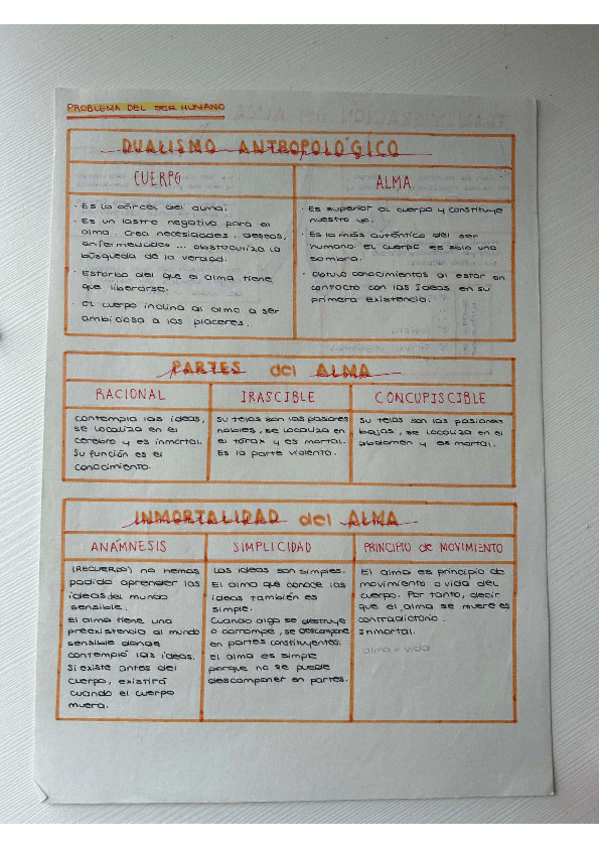 PROBLEMA DEL SER HUMANO
DUALISMO ANTROPOLÓGICO
CUERPO
· Es la cárcel del alma.
· Es un lastre negativo para el
alma, crea necesidades, deseos,
enfermedades ... obstaculiza la
búsqueda de la verdad.
· Estorbo del que el alma tiene
que liberarse.
· El cuerpo inclina al alma a ser
ambiciosa a los placeres.
ALMA
· Es superior al cuerpo y constituye
nuestro yo.
· Es lo más auténtico del ser
humano. El cuerpo es solo una
sombra.
· Obtuvo conocimientos al estar en
contacto con las Ideas en su
primera existencia.
PARTES del ALMA
RACIONAL
contempla las ideas,
se localiza en el
cerebro y es inmortal.
Su función es el
conocimiento.
IRASCIBLE
Su telos son las pasiones
nobles, se localiza en
el tórax y es mortal.
Es la parte violenta.
CONCUPISCIBLE
Su telos son las pasiones
bajas, se localiza en el
abdomen y es mortal.
INMORTALIDAD del ALMA
ANÁMNESIS
(RECUERDO) no hemos
podido aprender las
ideas del mundo
sensible.
El alma tiene una
preexistencia al mundo
sensible donde
contempló las ideas.
Si existe antes del
cuerpo, existirá
cuando el cuerpo
muera.
SIMPLICIDAD
Las ideas son simples.
El alma que conoce las
ideas también es
simple.
Cuando algo se destruye
o corrompe, se descompone
en partes constituyentes.
El alma es simple
porque no se puede
descomponer en partes.
PRINCIPIO de MOVIMIENTO
El alma es principio de
movimiento o vida del
cuerpo. Por tanto, decir
que el alma se muere es
contradictorio.
Inmortal.
alma = vida